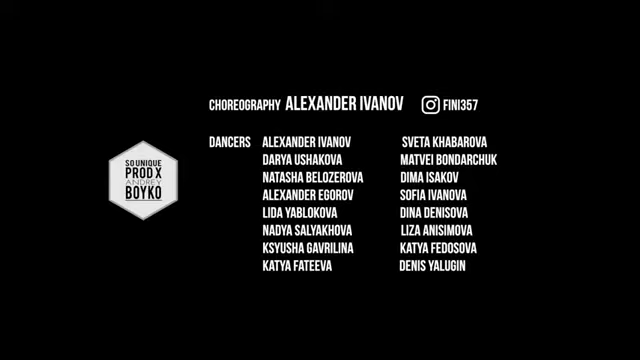 CHOREOGRAPHY ALEXANDER IVANOV FINI357
DANCERS ALEXANDER IVANOV SVETA KHABAROVA
DARYA USHAKOVA MATVEI BONDARCHUK
NATASHA BELOZEROVA DIMA ISAKOV
ALEXANDER EGOROV SOFIA IVANOVA
LIDA YABLOKOVA DINA DENISOVA
NADYA SALYAKHOVA LIZA ANISIMOVA
KSYUSHA GAVRILINA KATYA FEDOSOVA
KATYA FATEEVA DENIS YALUGIN
SO UNIQUE
PROD X
ANDREY
BOYKO